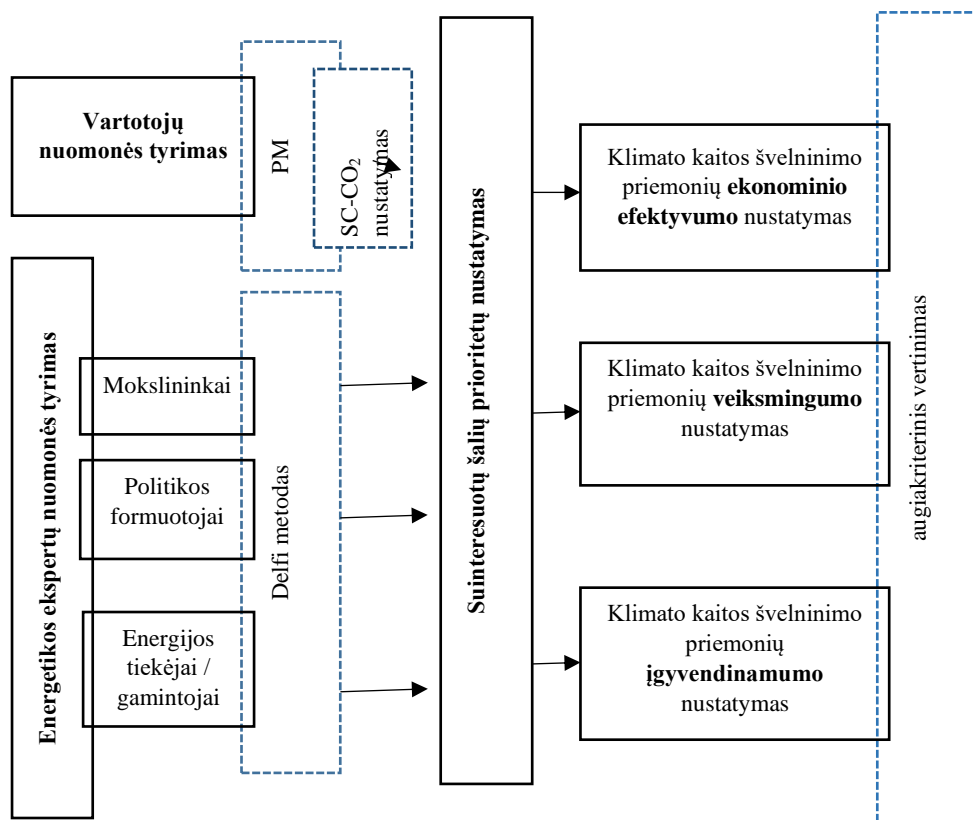 Vartotojų
nuomonės tyrimas
PM
SC-CO₂
nustatymas
Energetikos ekspertų nuomonės tyrimas
Mokslininkai
Politikos
formuotojai
Energijos
tiekėjai /
gamintojai
Delfi metodas
Suinteresuotų šalių prioritetų nustatymas
Klimato kaitos švelninimo
priemonių ekonominio
efektyvumo nustatymas
Klimato kaitos švelninimo
priemonių veiksmingumo
nustatymas
Klimato kaitos švelninimo
priemonių
įgyvendinamumo
nustatymas
augiakriterinis vertinimas